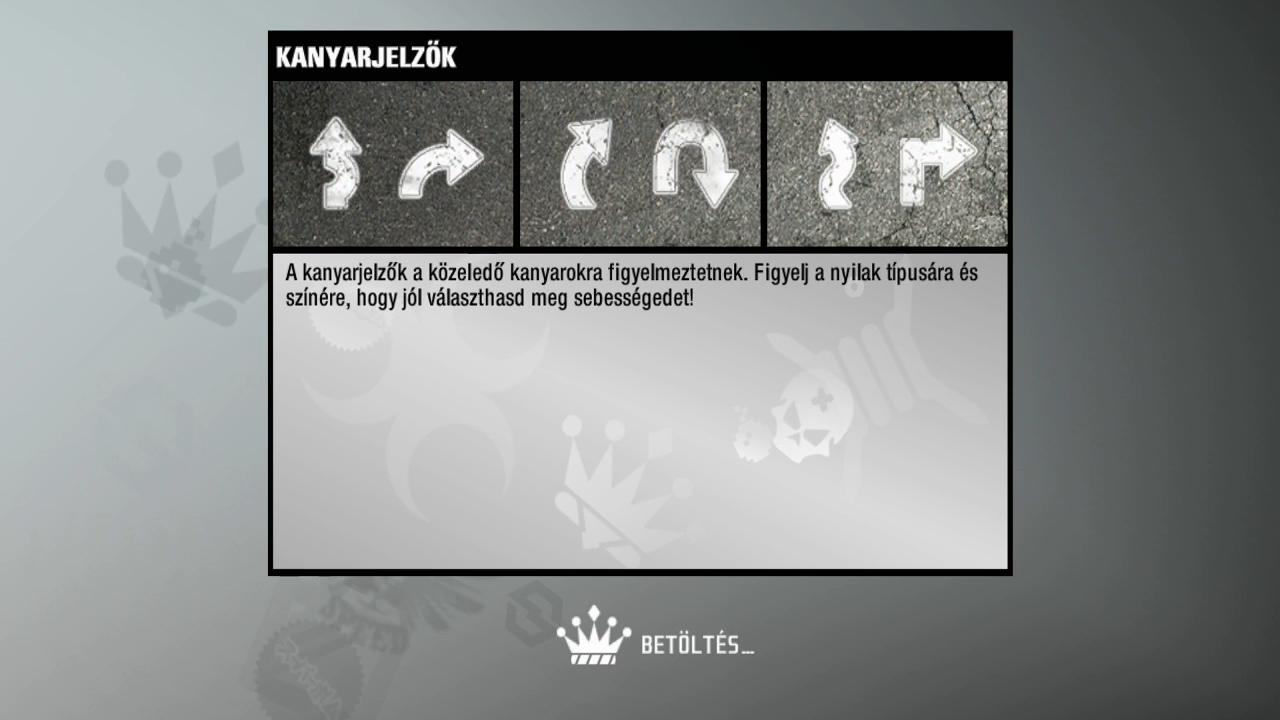 KANYARJELZŐK
A kanyarjelzők a közeledő kanyarokra figyelmeztetnek. Figyelj a nyilak típusára és
színére, hogy jól választhasd meg sebességedet!
BETÖLTÉS...